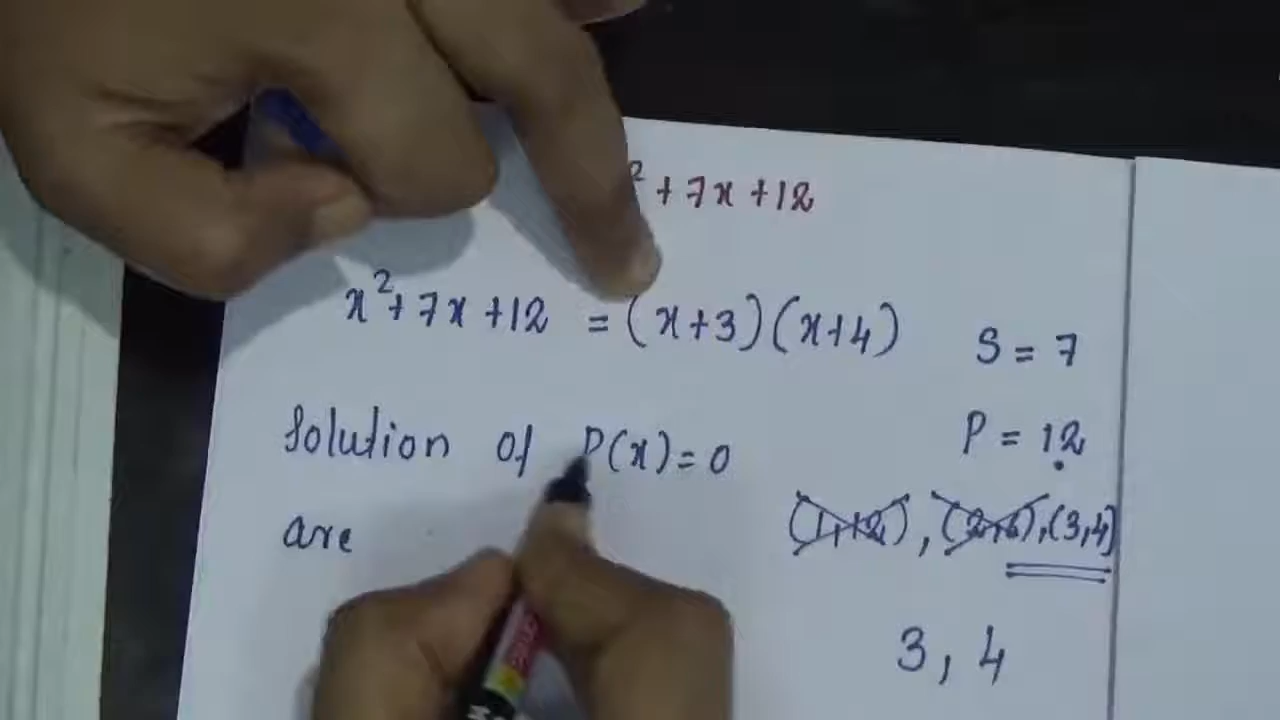 ² + 7x + 12
x² + 7x + 12 = (x+3)(x+4)
S = 7
P = 12
Solution of P(x) = 0
are
(1,12), (2,6), (3,4)
3, 4